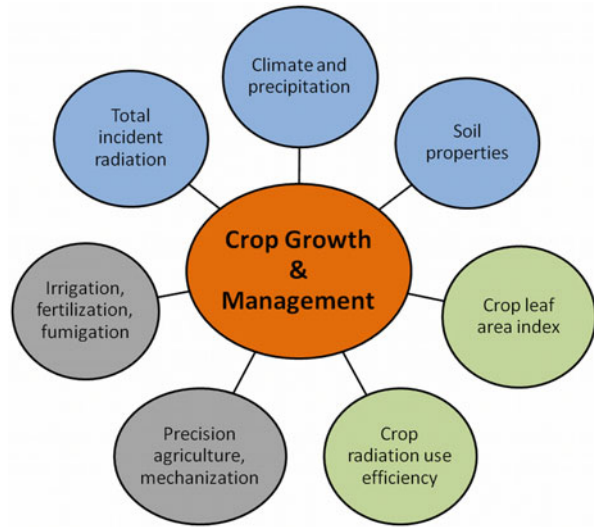 Climate and
precipitation
Total
incident
radiation
Soil
properties
Crop Growth
&
Management
Irrigation,
fertilization,
fumigation
Crop leaf
area index
Precision
agriculture,
mechanization
Crop
radiation use
efficiency